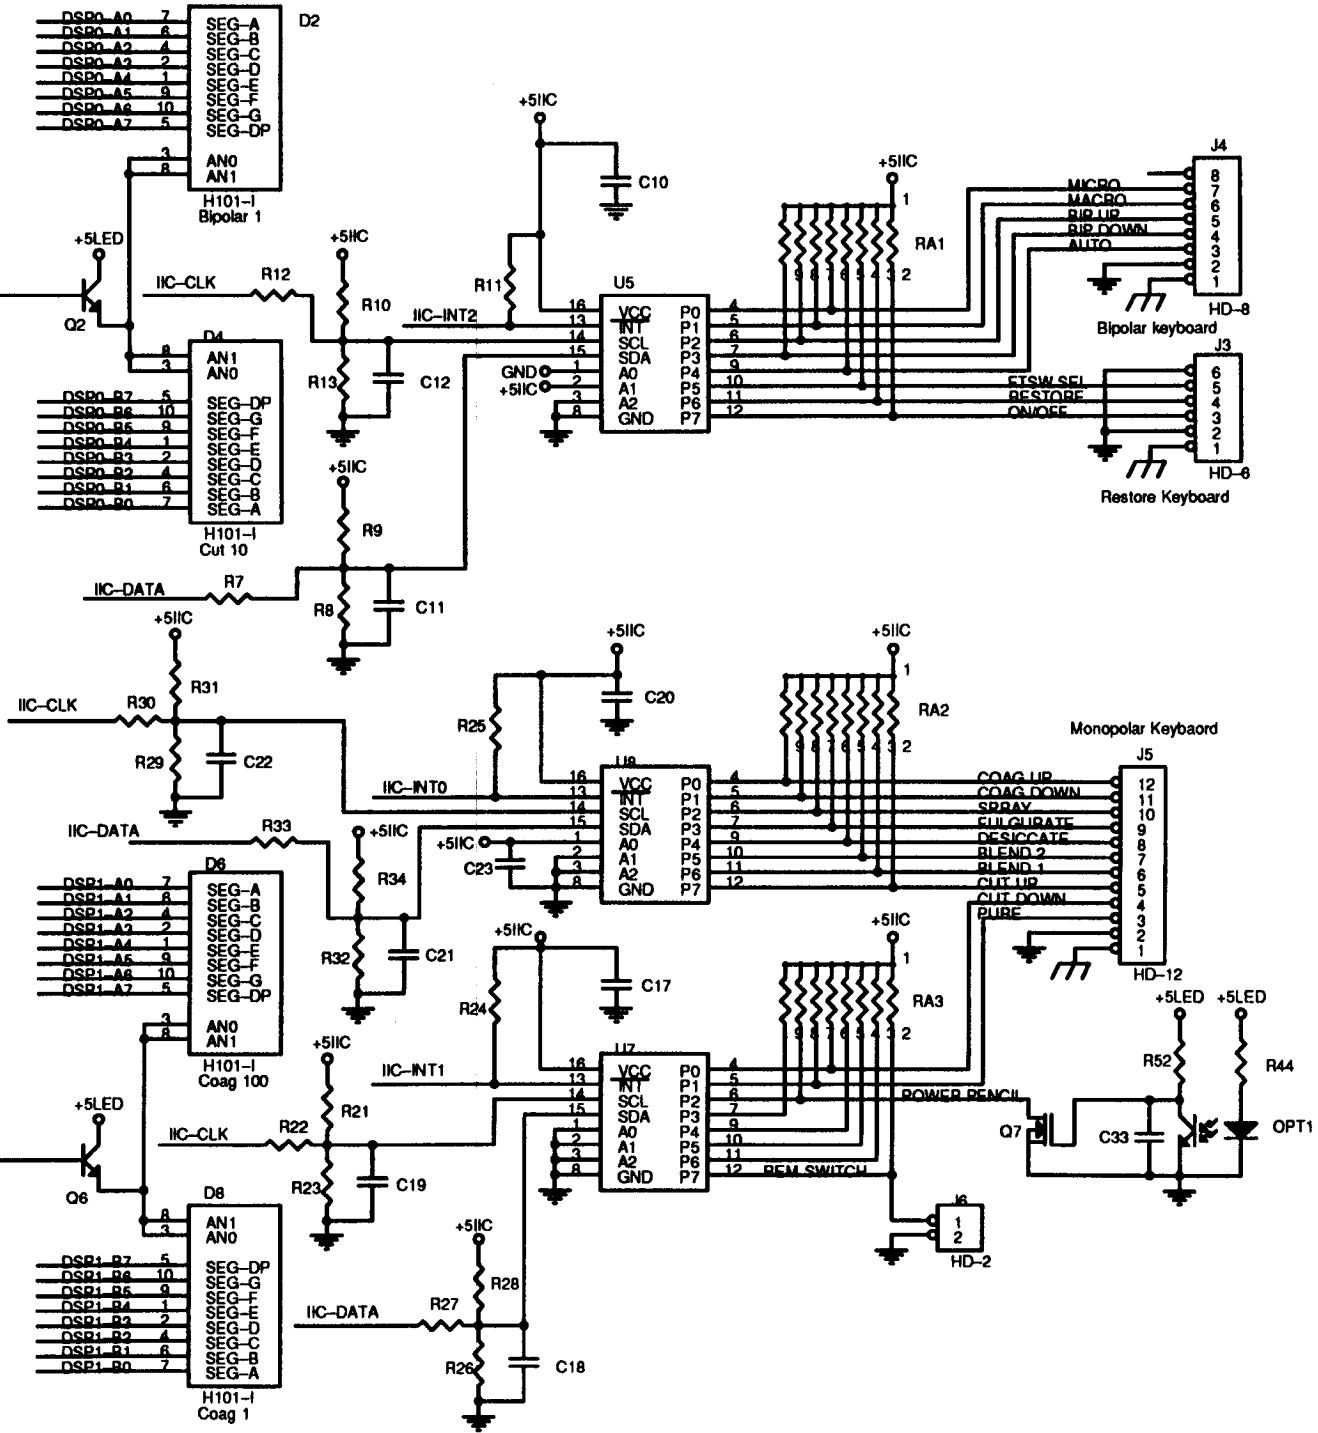 DSP0-A0 7 SEG-A D2
DSP0-A1 6 SEG-B
DSP0-A2 4 SEG-C
DSP0-A3 2 SEG-D
DSP0-A4 1 SEG-E
DSP0-A5 9 SEG-F
DSP0-A6 10 SEG-G
DSP0-A7 5 SEG-DP
3 AN0
8 AN1
H101-I
Bipolar 1
+5LED
Q2
IIC-CLK R12
D4
8 AN1
3 AN0
DSP0-B7 5 SEG-DP
DSP0-B6 10 SEG-G
DSP0-B5 9 SEG-F
DSP0-B4 1 SEG-E
DSP0-B3 2 SEG-D
DSP0-B2 4 SEG-C
DSP0-B1 6 SEG-B
DSP0-B0 7 SEG-A
H101-I
Cut 10
+5IIC
R10
R13
C12
+5IIC
R9
R8
C11
IIC-DATA R7
+5IIC
C10
R11
IIC-INT2
U5
16 VCC P0 4
13 INT P1 5
14 SCL P2 6
15 SDA P3 7
GND 1 A0 P4 9
+5IIC 2 A1 P5 10
3 A2 P6 11
8 GND P7 12
+5IIC
1
RA1
9 8 7 6 5 4 3 2
MICRO
MACRO
BIP UP
BIP DOWN
AUTO
J4
8
7
6
5
4
3
2
1
HD-8
Bipolar keyboard
FTSW SEL
RESTORE
ON/OFF
J3
6
5
4
3
2
1
HD-6
Restore Keyboard
+5IIC
R31
IIC-CLK R30
R29
C22
IIC-DATA R33
+5IIC
R34
R32
C21
+5IIC
C20
R25
IIC-INT0
U8
16 VCC P0 4
13 INT P1 5
14 SCL P2 6
15 SDA P3 7
+5IIC 1 A0 P4 9
C23 2 A1 P5 10
3 A2 P6 11
8 GND P7 12
+5IIC
1
RA2
9 8 7 6 5 4 3 2
Monopolar Keybaord
J5
COAG UP 12
COAG DOWN 11
SPRAY 10
FULGURATE 9
DESICCATE 8
BLEND 2 7
BLEND 1 6
CUT UP 5
CUT DOWN 4
PURE 3
2
1
HD-12
D6
DSP1-A0 7 SEG-A
DSP1-A1 6 SEG-B
DSP1-A2 4 SEG-C
DSP1-A3 2 SEG-D
DSP1-A4 1 SEG-E
DSP1-A5 9 SEG-F
DSP1-A6 10 SEG-G
DSP1-A7 5 SEG-DP
3 AN0
8 AN1
H101-I
Coag 100
+5LED
Q6
D8
8 AN1
3 AN0
DSP1-B7 5 SEG-DP
DSP1-B6 10 SEG-G
DSP1-B5 9 SEG-F
DSP1-B4 1 SEG-E
DSP1-B3 2 SEG-D
DSP1-B2 4 SEG-C
DSP1-B1 6 SEG-B
DSP1-B0 7 SEG-A
H101-I
Coag 1
+5IIC
C17
R24
IIC-INT1
U7
16 VCC P0 4
13 INT P1 5
14 SCL P2 6
15 SDA P3 7
1 A0 P4 9
2 A1 P5 10
3 A2 P6 11
8 GND P7 12
+5IIC
R21
IIC-CLK R22
R23
C19
+5IIC
R28
IIC-DATA R27
R26
C18
+5IIC
1
RA3
9 8 7 6 5 4 3 2
POWER PENCIL
REM SWITCH
J6
1
2
HD-2
+5LED +5LED
R52 R44
Q7 C33 OPT1